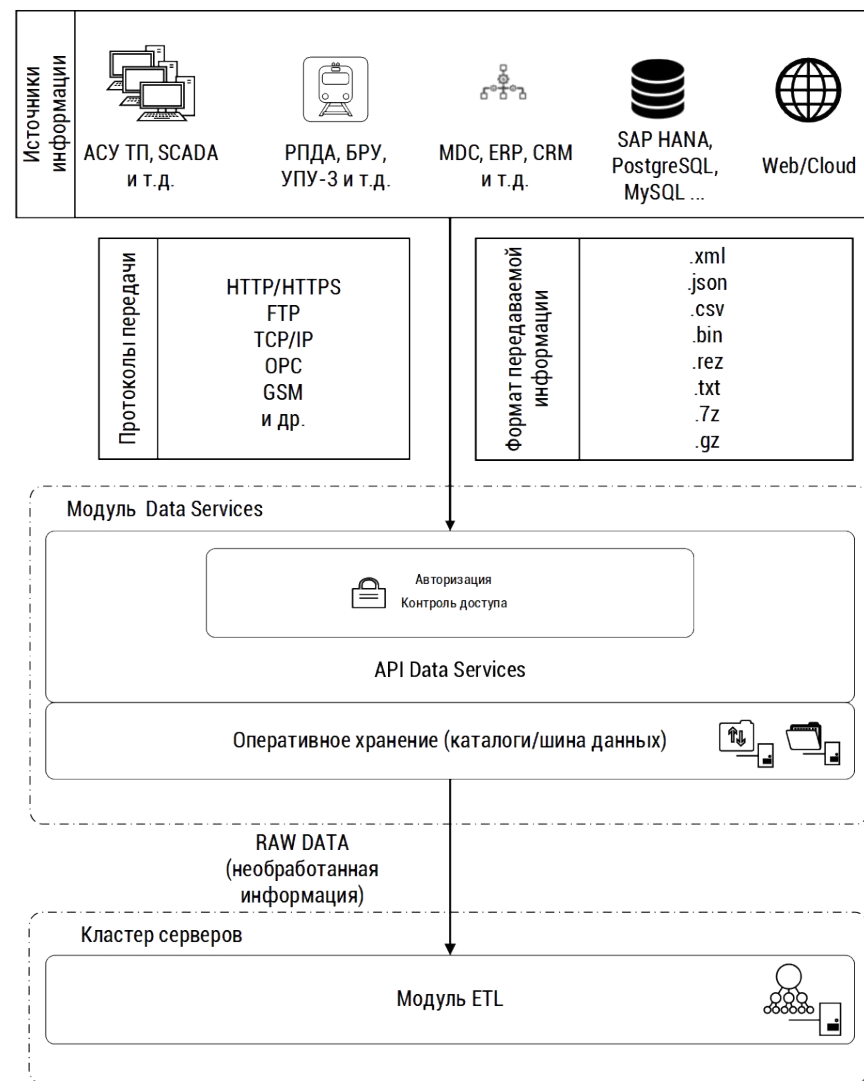 Источники
информации
АСУ ТП, SCADA
и т.д.
РПДА, БРУ,
УПУ-3 и т.д.
MDC, ERP, CRM
и т.д.
SAP HANA,
PostgreSQL,
MySQL ...
Web/Cloud
Протоколы передачи
HTTP/HTTPS
FTP
TCP/IP
OPC
GSM
и др.
Формат передаваемой
информации
.xml
.json
.csv
.bin
.rez
.txt
.7z
.gz
Модуль Data Services
Авторизация
Контроль доступа
API Data Services
Оперативное хранение (каталоги/шина данных)
RAW DATA
(необработанная
информация)
Кластер серверов
Модуль ETL